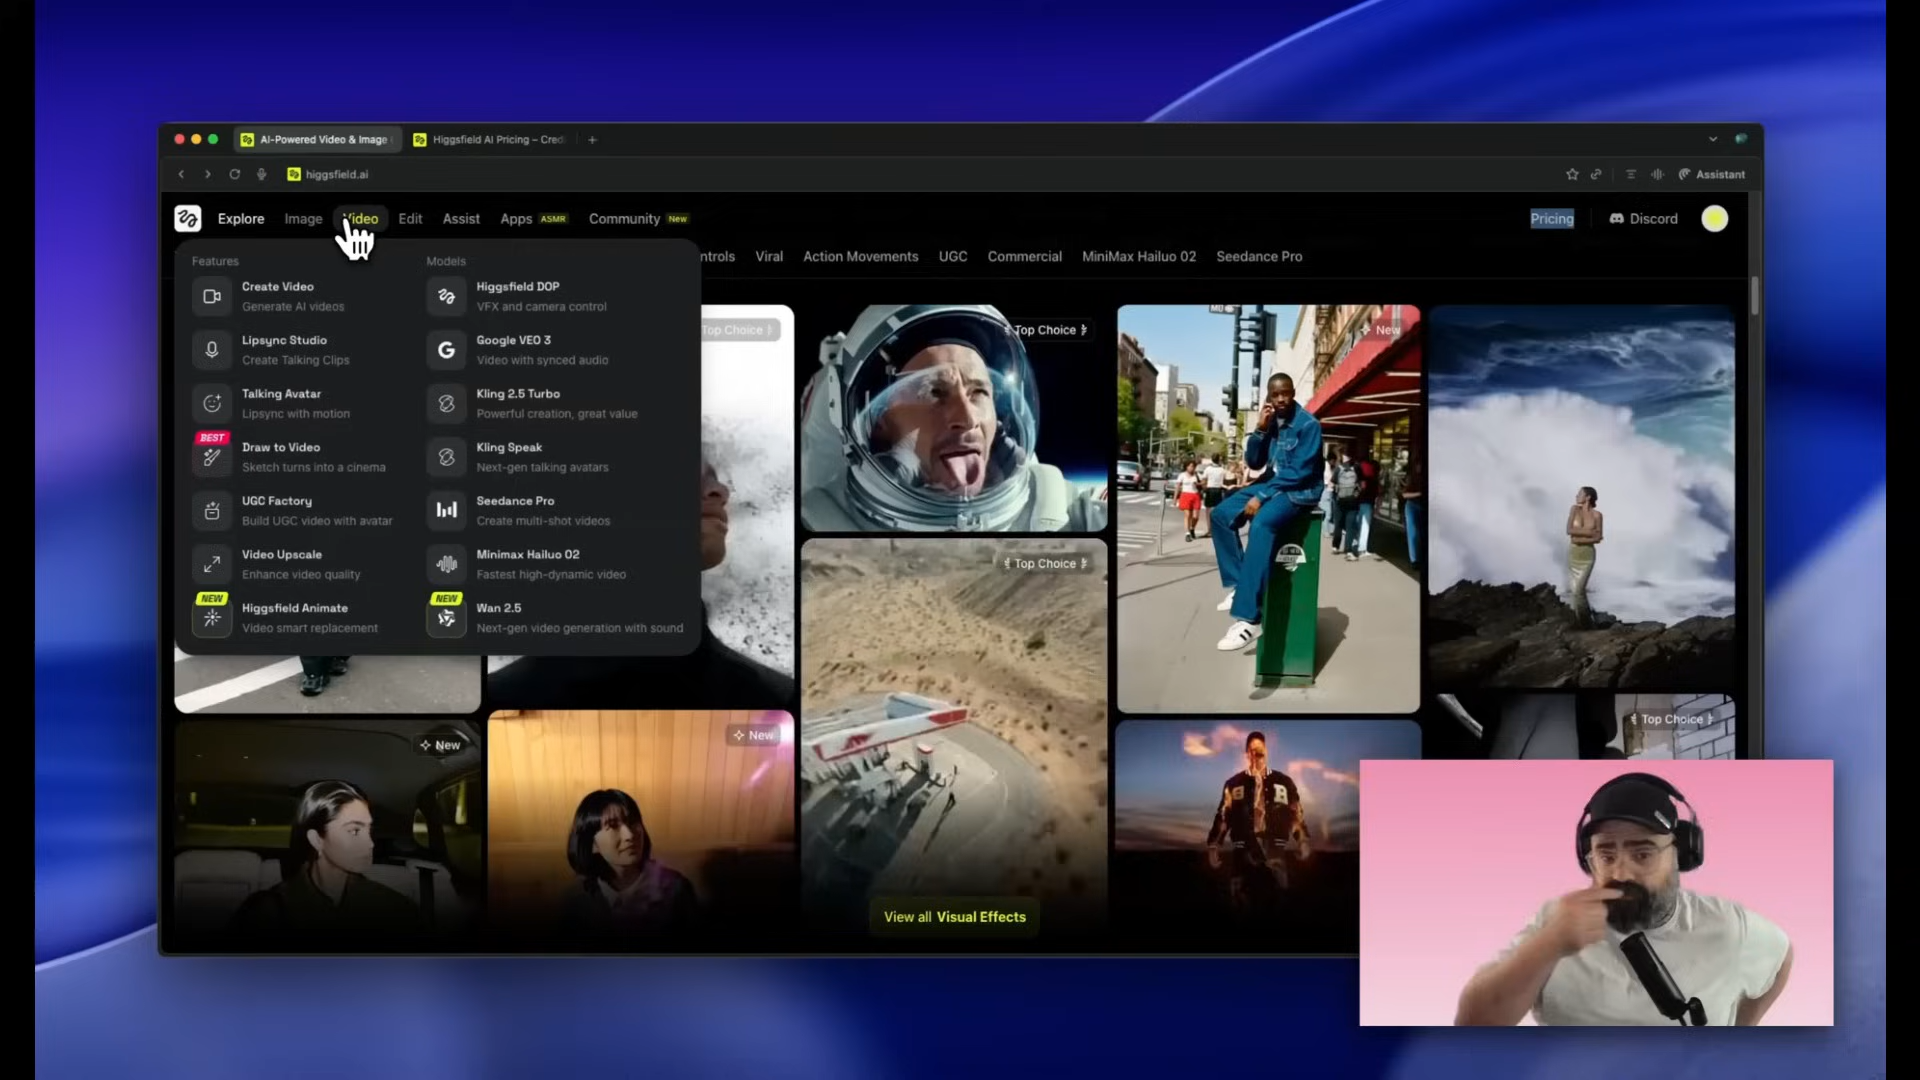 AI-Powered Video & Image
Higgsfield AI Pricing – Cred
higgsfield.ai
Assistant
Explore
Image
Video
Edit
Assist
Apps ASMR
Community New
Pricing
Discord
ntrols
Viral
Action Movements
UGC
Commercial
MiniMax Hailuo 02
Seedance Pro
Features
Create Video
Generate AI videos
Lipsync Studio
Create Talking Clips
Talking Avatar
Lipsync with motion
BEST
Draw to Video
Sketch turns into a cinema
UGC Factory
Build UGC video with avatar
Video Upscale
Enhance video quality
NEW
Higgsfield Animate
Video smart replacement
Models
Higgsfield DOP
VFX and camera control
Google VEO 3
Video with synced audio
Kling 2.5 Turbo
Powerful creation, great value
Kling Speak
Next-gen talking avatars
Seedance Pro
Create multi-shot videos
Minimax Hailuo 02
Fastest high-dynamic video
NEW
Wan 2.5
Next-gen video generation with sound
Top Choice
Top Choice
New
Top Choice
Top Choice
New
New
View all Visual Effects